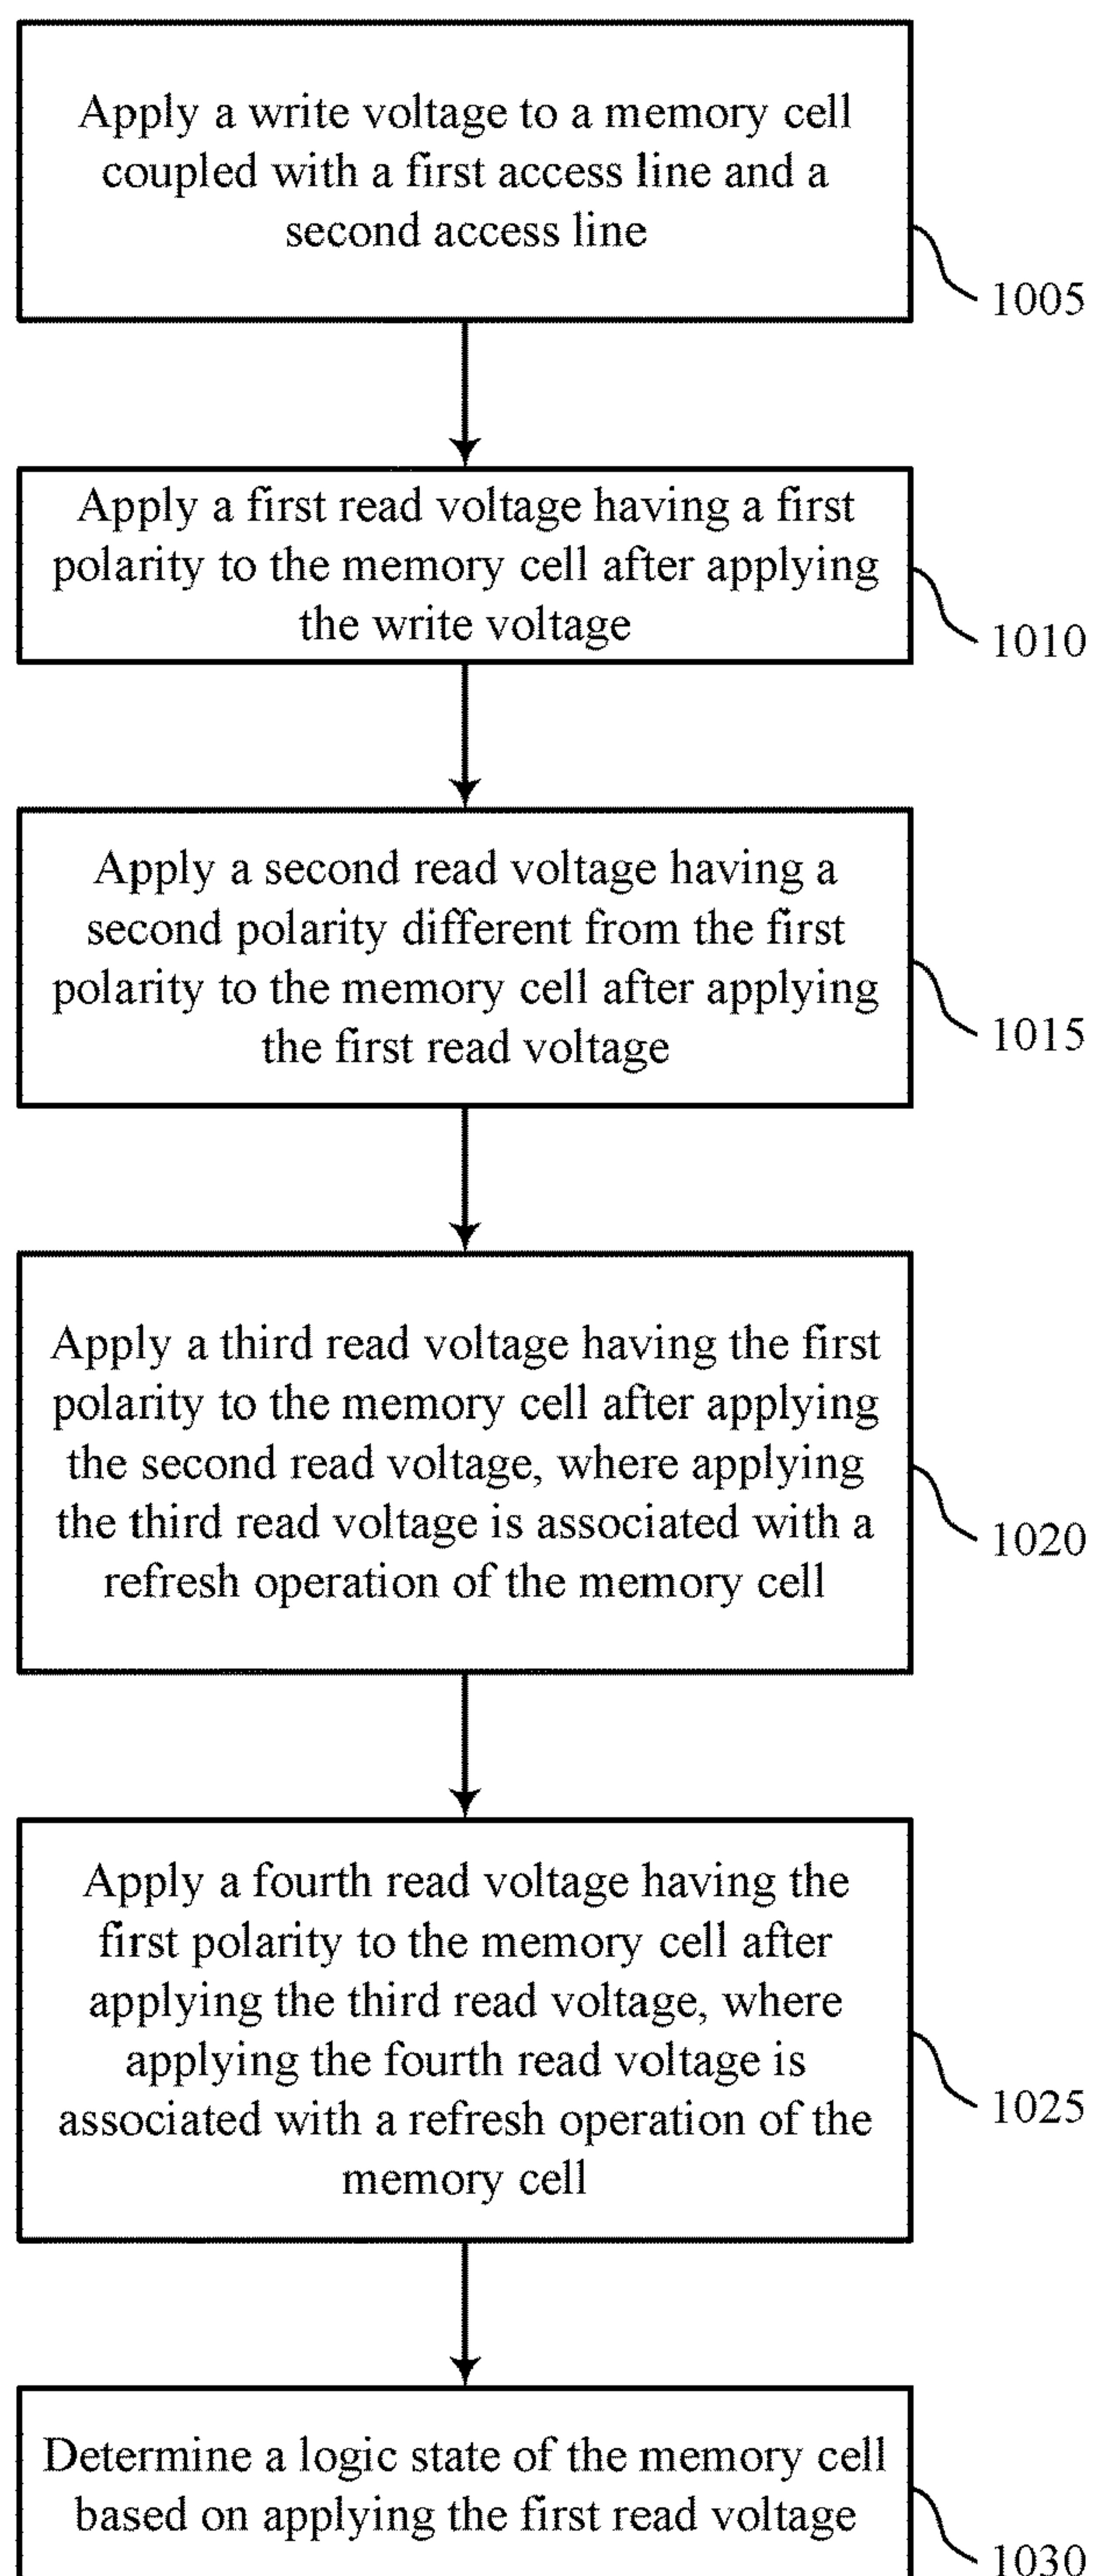 Apply a write voltage to a memory cell
coupled with a first access line and a
second access line
1005
Apply a first read voltage having a first
polarity to the memory cell after applying
the write voltage
1010
Apply a second read voltage having a
second polarity different from the first
polarity to the memory cell after applying
the first read voltage
1015
Apply a third read voltage having the first
polarity to the memory cell after applying
the second read voltage, where applying
the third read voltage is associated with a
refresh operation of the memory cell
1020
Apply a fourth read voltage having the
first polarity to the memory cell after
applying the third read voltage, where
applying the fourth read voltage is
associated with a refresh operation of the
memory cell
1025
Determine a logic state of the memory cell
based on applying the first read voltage
1030